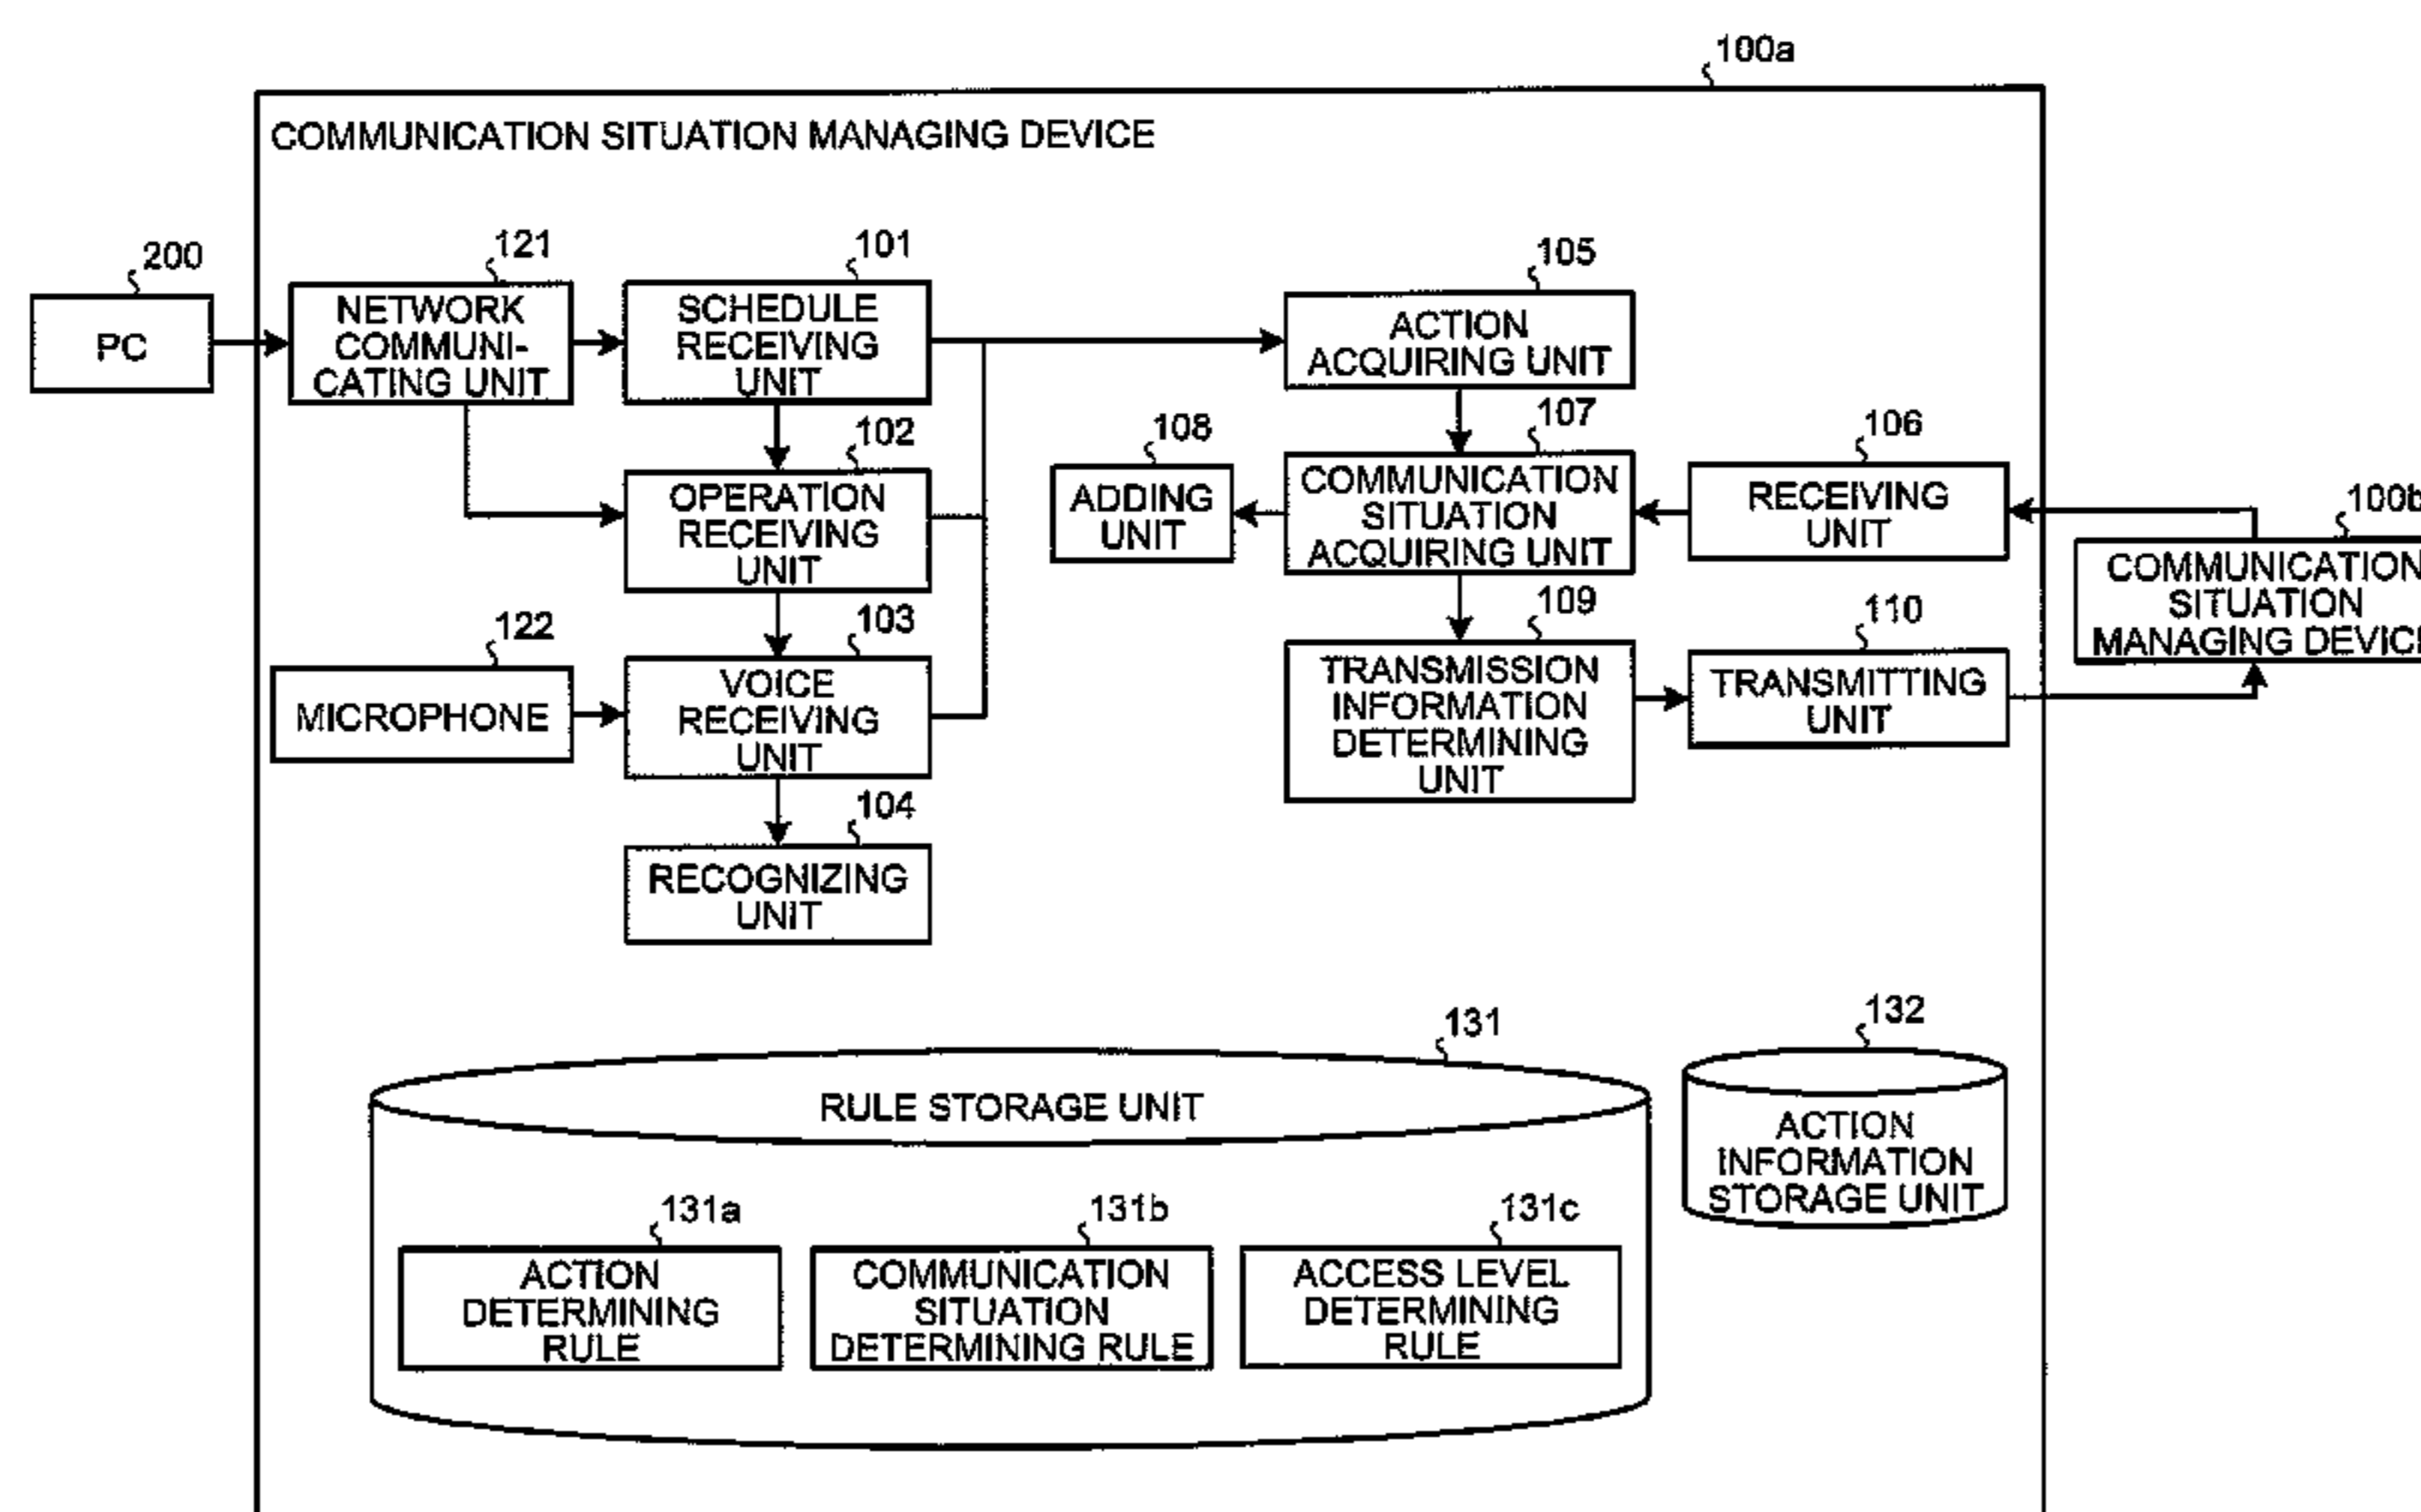 100a
COMMUNICATION SITUATION MANAGING DEVICE
200
PC
121
NETWORK
COMMUNI-
CATING UNIT
101
SCHEDULE
RECEIVING
UNIT
105
ACTION
ACQUIRING UNIT
102
OPERATION
RECEIVING
UNIT
108
ADDING
UNIT
107
COMMUNICATION
SITUATION
ACQUIRING UNIT
106
RECEIVING
UNIT
100b
COMMUNICATION
SITUATION
MANAGING DEVICE
122
MICROPHONE
103
VOICE
RECEIVING
UNIT
109
TRANSMISSION
INFORMATION
DETERMINING
UNIT
110
TRANSMITTING
UNIT
104
RECOGNIZING
UNIT
131
RULE STORAGE UNIT
132
ACTION
INFORMATION
STORAGE UNIT
131a
ACTION
DETERMINING
RULE
131b
COMMUNICATION
SITUATION
DETERMINING RULE
131c
ACCESS LEVEL
DETERMINING
RULE